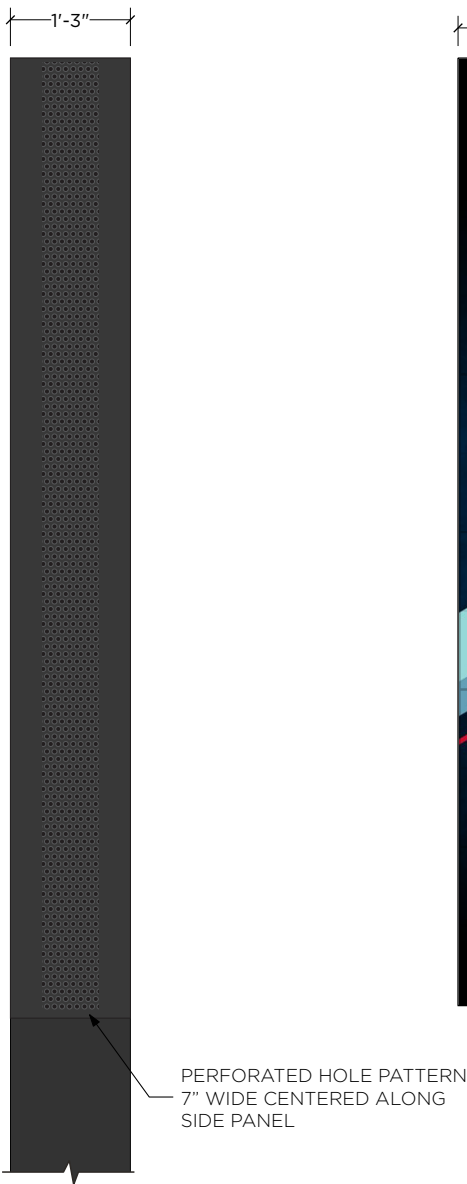 1'-3"
PERFORATED HOLE PATTERN
7” WIDE CENTERED ALONG
SIDE PANEL